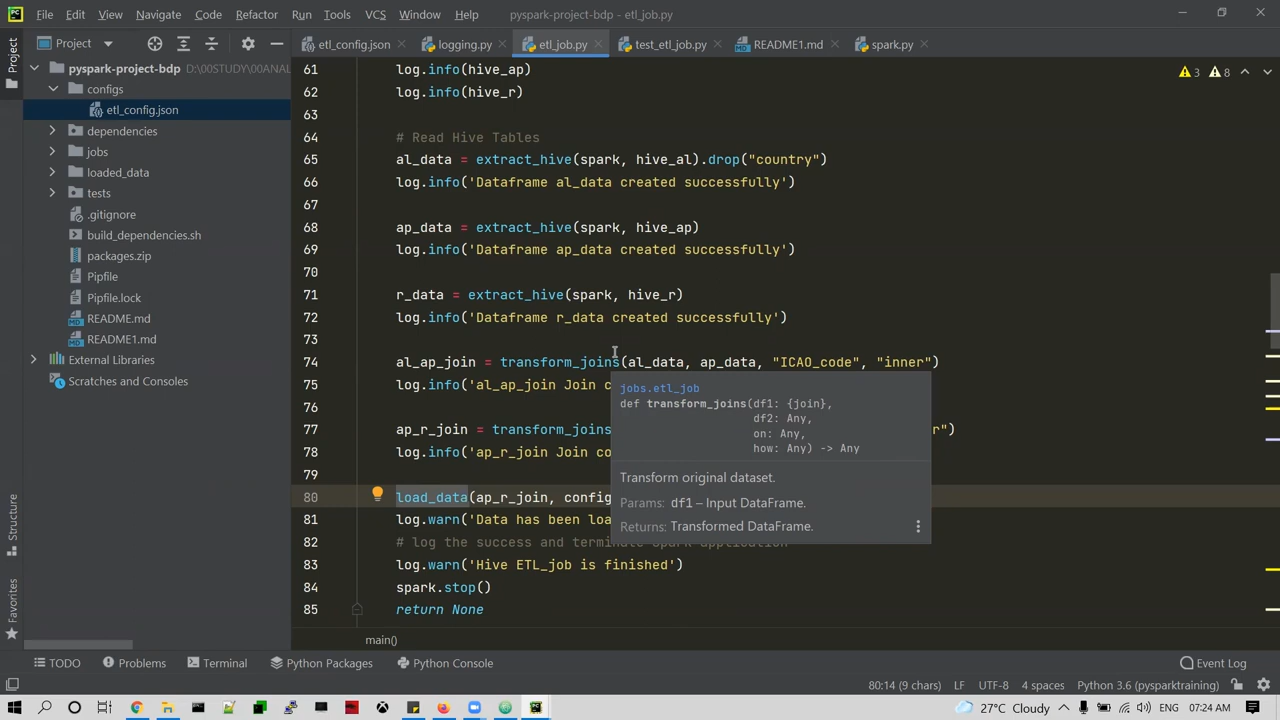 File Edit View Navigate Code Refactor Run Tools VCS Window Help pyspark-project-bdp - etl_job.py
Project
etl_config.json logging.py etl_job.py test_etl_job.py README1.md spark.py
Project
pyspark-project-bdp D:\00STUDY\00ANAL
configs
etl_config.json
dependencies
jobs
loaded_data
tests
.gitignore
build_dependencies.sh
packages.zip
Pipfile
Pipfile.lock
README.md
README1.md
External Libraries
Scratches and Consoles
3 8
61 log.info(hive_ap)
62 log.info(hive_r)
63
64 # Read Hive Tables
65 al_data = extract_hive(spark, hive_al).drop("country")
66 log.info('Dataframe al_data created successfully')
67
68 ap_data = extract_hive(spark, hive_ap)
69 log.info('Dataframe ap_data created successfully')
70
71 r_data = extract_hive(spark, hive_r)
72 log.info('Dataframe r_data created successfully')
73
74 al_ap_join = transform_joins(al_data, ap_data, "ICAO_code", "inner")
75 log.info('al_ap_join Join c
76
77 ap_r_join = transform_joins r")
78 log.info('ap_r_join Join co
79
80 load_data(ap_r_join, config
81 log.warn('Data has been loa
82 # log the success and terminate Spark application
83 log.warn('Hive ETL_job is finished')
84 spark.stop()
85 return None
jobs.etl_job
def transform_joins(df1: {join},
df2: Any,
on: Any,
how: Any) -> Any
Transform original dataset.
Params: df1 – Input DataFrame.
Returns: Transformed DataFrame.
main()
Structure
Favorites
TODO Problems Terminal Python Packages Python Console Event Log
80:14 (9 chars) LF UTF-8 4 spaces Python 3.6 (pysparktraining)
27°C Cloudy ENG 07:24 AM